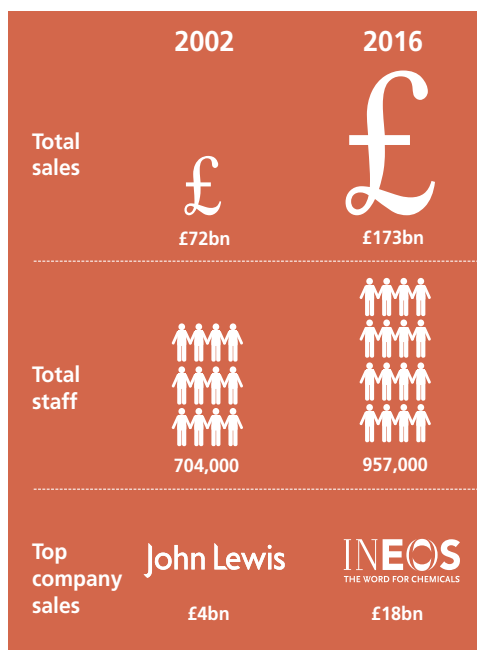 2002 2016
£ £
Total
sales
£72bn £173bn
Total
staff
704,000 957,000
Top
company
sales
John Lewis INEOS
THE WORD FOR CHEMICALS
£4bn £18bn